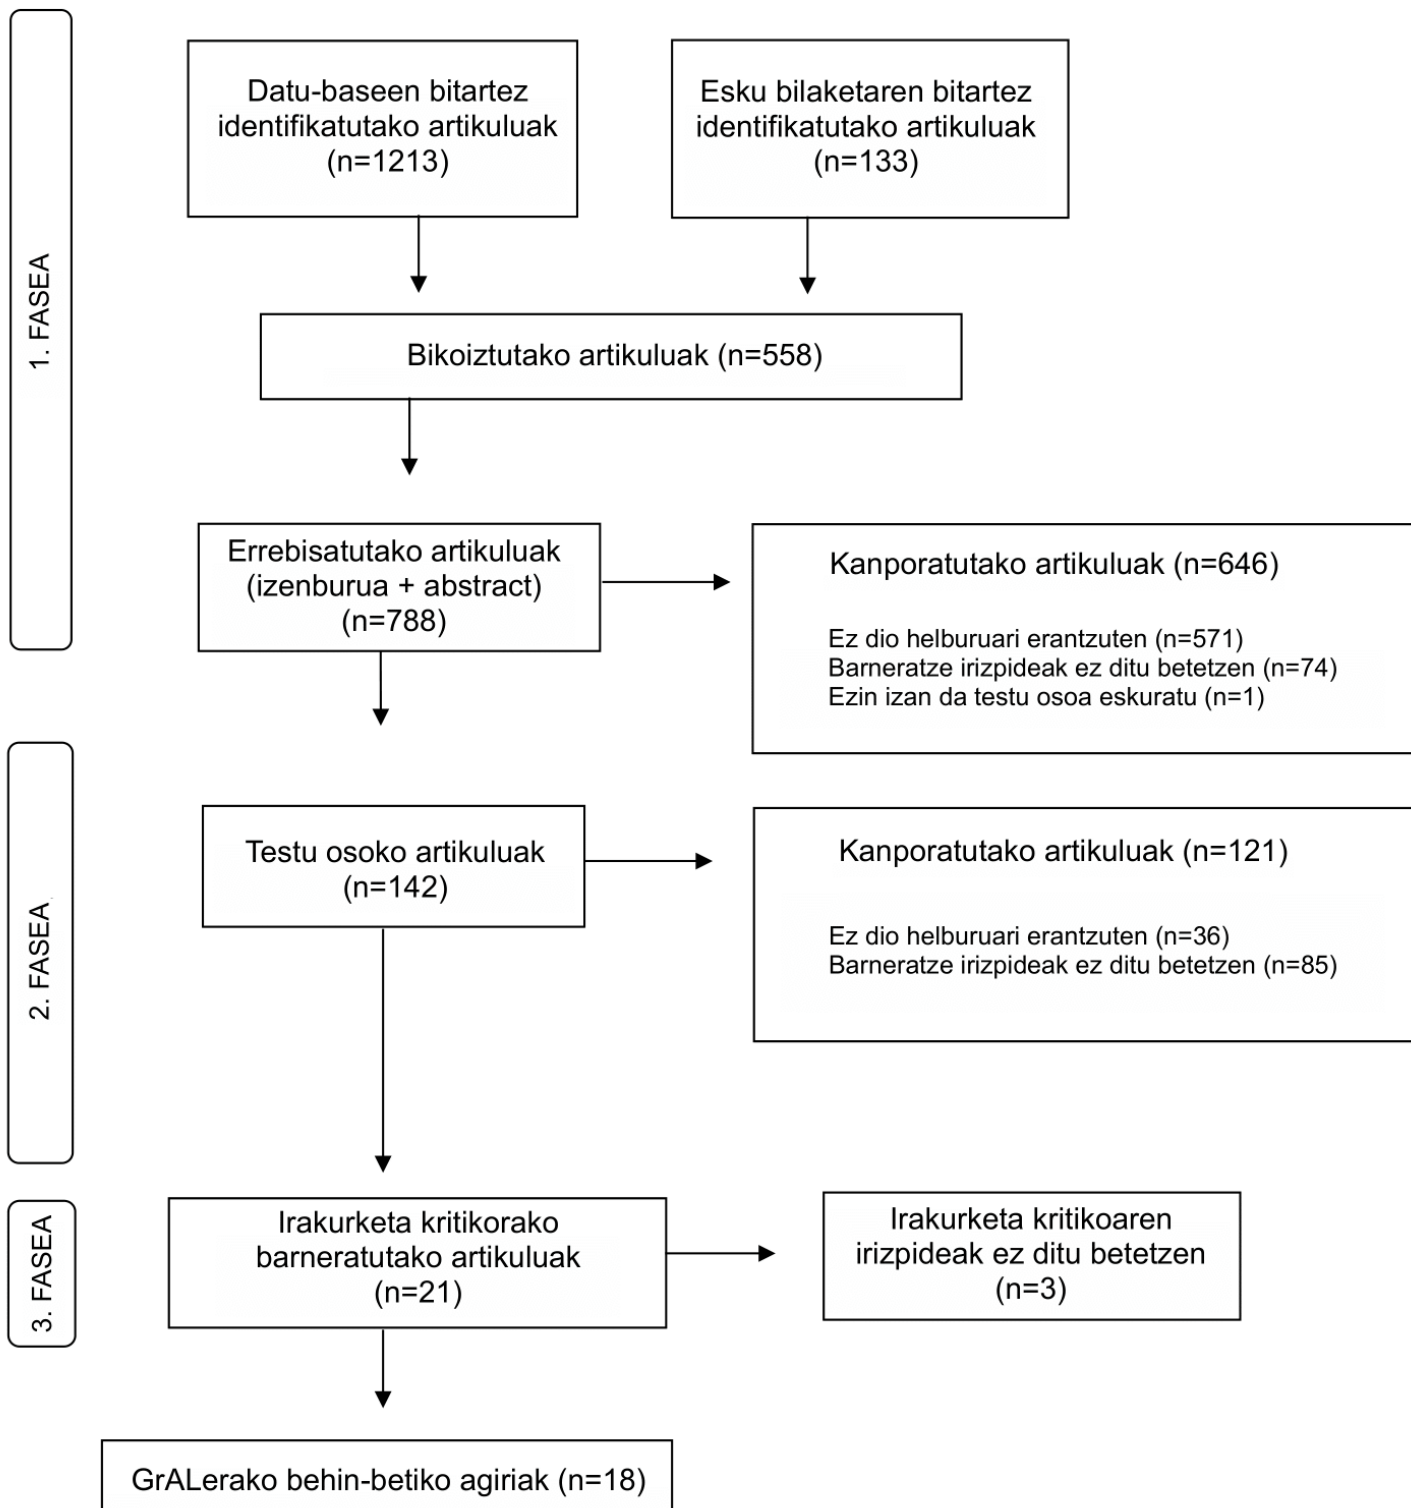 1. FASEA
Datu-baseen bitartez
identifikatutako artikuluak
(n=1213)
Esku bilaketaren bitartez
identifikatutako artikuluak
(n=133)
Bikoiztutako artikuluak (n=558)
Errebisatutako artikuluak
(izenburua + abstract)
(n=788)
Kanporatutako artikuluak (n=646)
Ez dio helburuari erantzuten (n=571)
Barneratze irizpideak ez ditu betetzen (n=74)
Ezin izan da testu osoa eskuratu (n=1)
2. FASEA
Testu osoko artikuluak
(n=142)
Kanporatutako artikuluak (n=121)
Ez dio helburuari erantzuten (n=36)
Barneratze irizpideak ez ditu betetzen (n=85)
3. FASEA
Irakurketa kritikorako
barneratutako artikuluak
(n=21)
Irakurketa kritikoaren
irizpideak ez ditu betetzen
(n=3)
GrALerako behin-betiko agiriak (n=18)